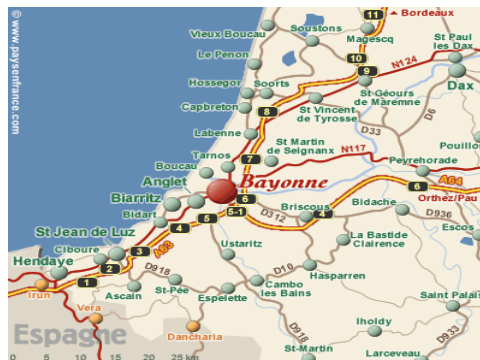 11
Bordeaux
Vieux Boucau
Soustons
Magescq
St Paul
les Dax
Le Penon
10
9
N124
Dax
Hossegor
Soorts
St Géours
de Maremne
Capbreton
8
St Vincent
de Tyrosse
D6
Labenne
D33
St Martin
de Seignanx
Pouillo
Tarnos
7
N117
Boucau
Peyrehorade
Anglet
Bayonne
A64
Biarritz
6
6
Orthez/Pau
Bidart
5
5-1
D312
Briscous
4
Bidache
D936
St Jean de Luz
4
Escos
Ciboure
3
A63
Ustaritz
La Bastide
Clairence
Hendaye
2
D918
D10
1
Hasparren
Irun
Ascain
St-Pée
Espelette
Cambo
les Bains
Saint Palais
Vera
Dancharia
D918
Iholdy
D933
Espagne
St-Martin
Larceveau
0 5 10 15 20 25 km
© www.paysenfrance.com